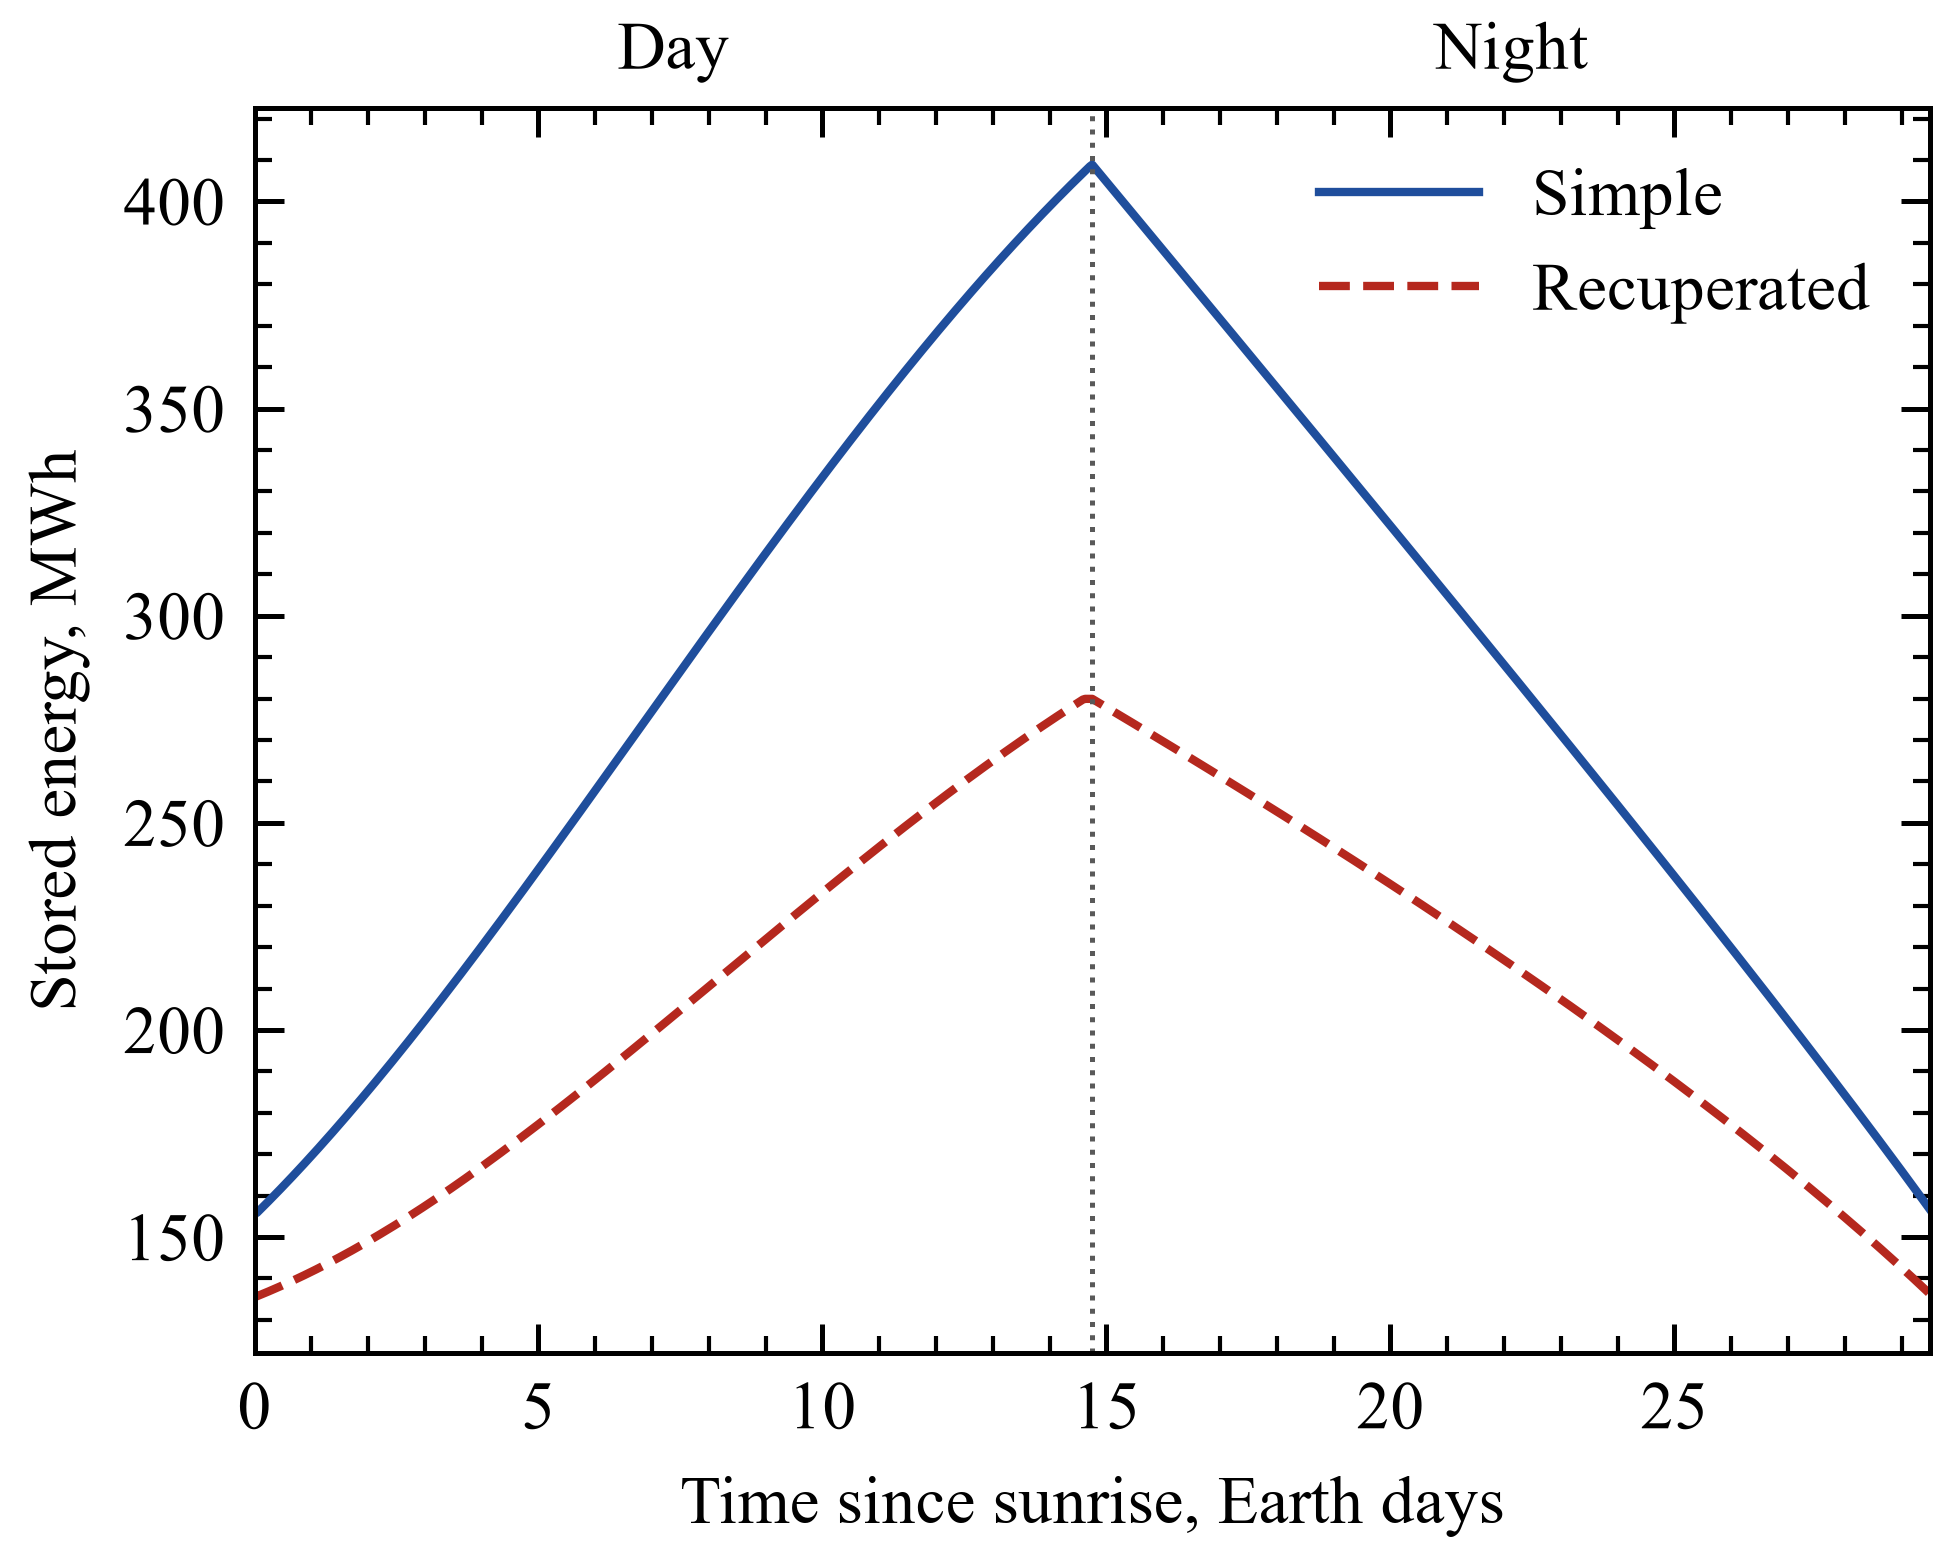 Day
Night
Simple
Recuperated
400
350
300
250
200
150
Stored energy, MWh
0
5
10
15
20
25
Time since sunrise, Earth days